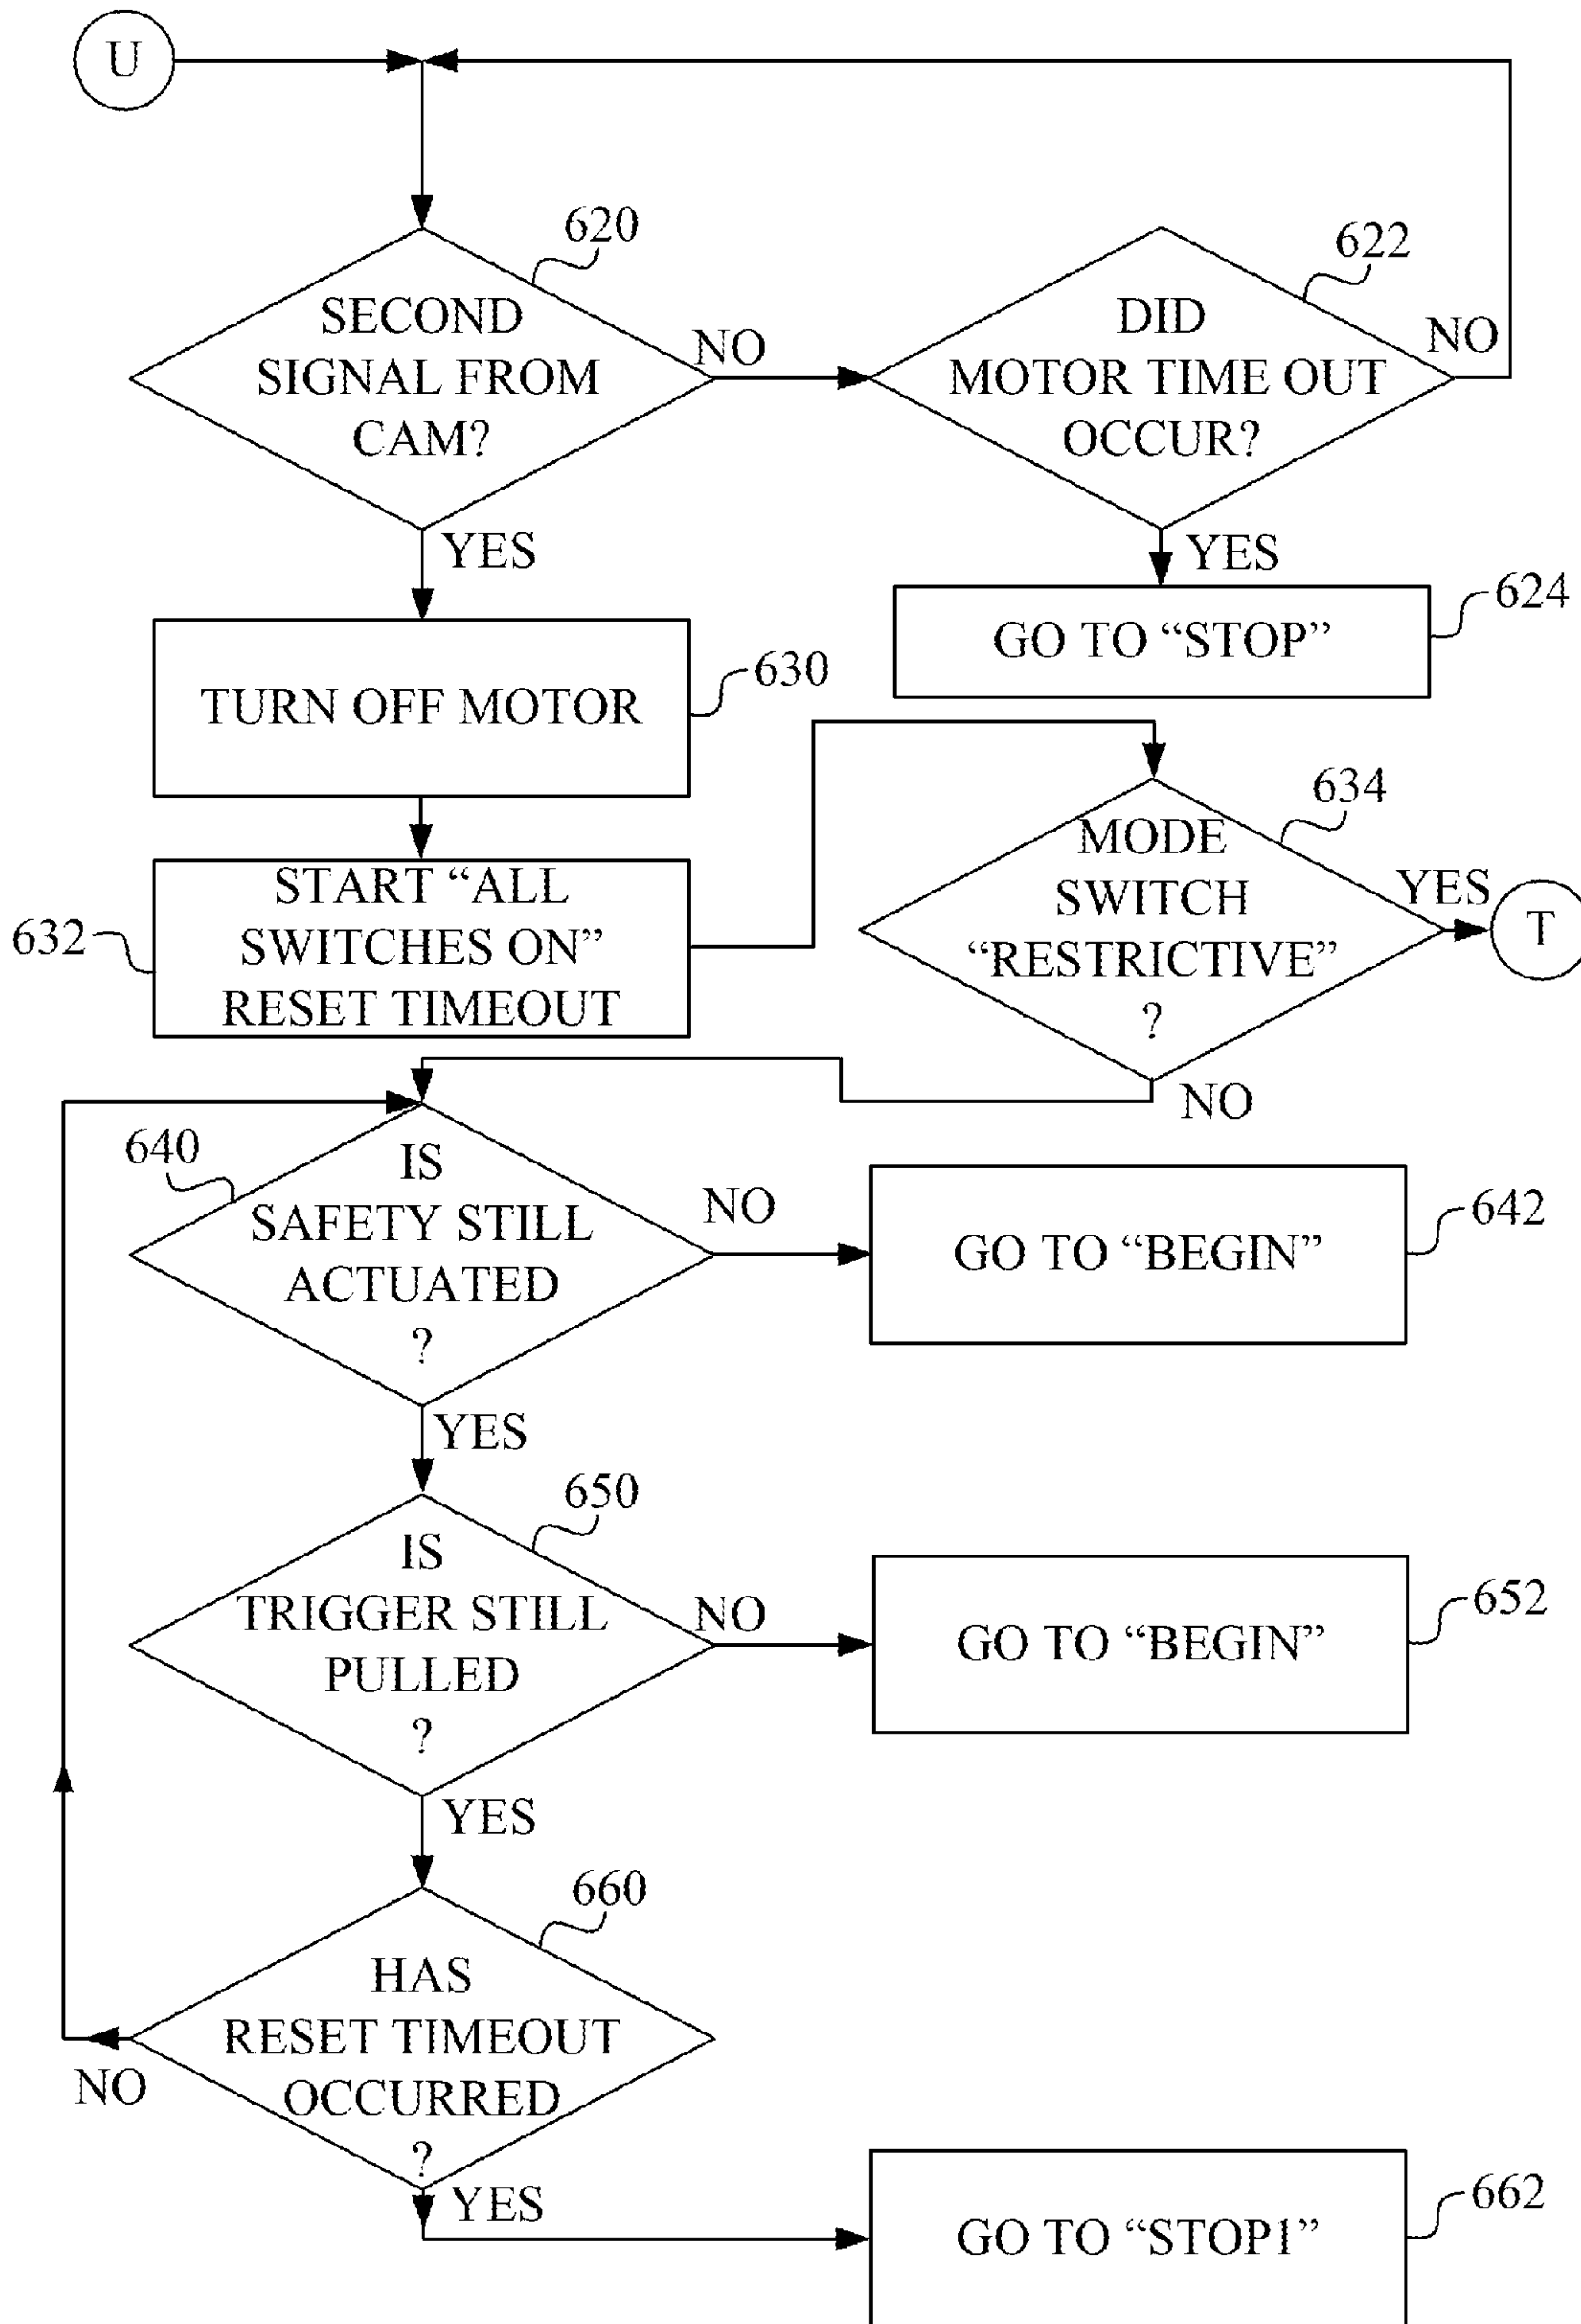 U
620
SECOND
SIGNAL FROM
CAM?
NO
622
DID
MOTOR TIME OUT
OCCUR?
NO
YES
YES
GO TO “STOP”
624
TURN OFF MOTOR
630
START “ALL
SWITCHES ON”
RESET TIMEOUT
632
634
MODE
SWITCH
“RESTRICTIVE”
?
YES
T
NO
640
IS
SAFETY STILL
ACTUATED
?
NO
GO TO “BEGIN”
642
YES
650
IS
TRIGGER STILL
PULLED
?
NO
GO TO “BEGIN”
652
YES
660
HAS
RESET TIMEOUT
OCCURRED
?
NO
YES
GO TO “STOP1”
662